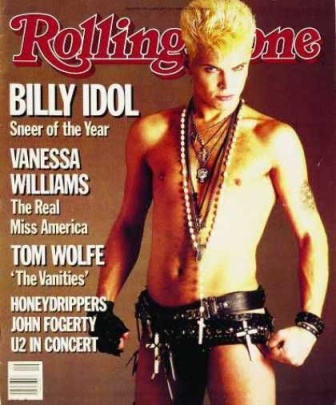 Rolling Stone
BILLY IDOL
Sneer of the Year
VANESSA
WILLIAMS
The Real
Miss America
TOM WOLFE
'The Vanities'
HONEYDRIPPERS
JOHN FOGERTY
U2 IN CONCERT